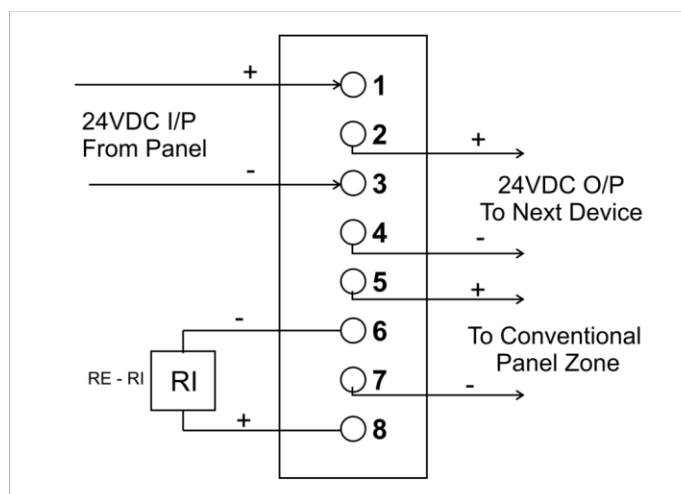 +
1
24VDC I/P
From Panel
2
+
-
3
24VDC O/P
To Next Device
4
-
5
+
-
6
To Conventional
Panel Zone
RE - RI
RI
7
-
+
8